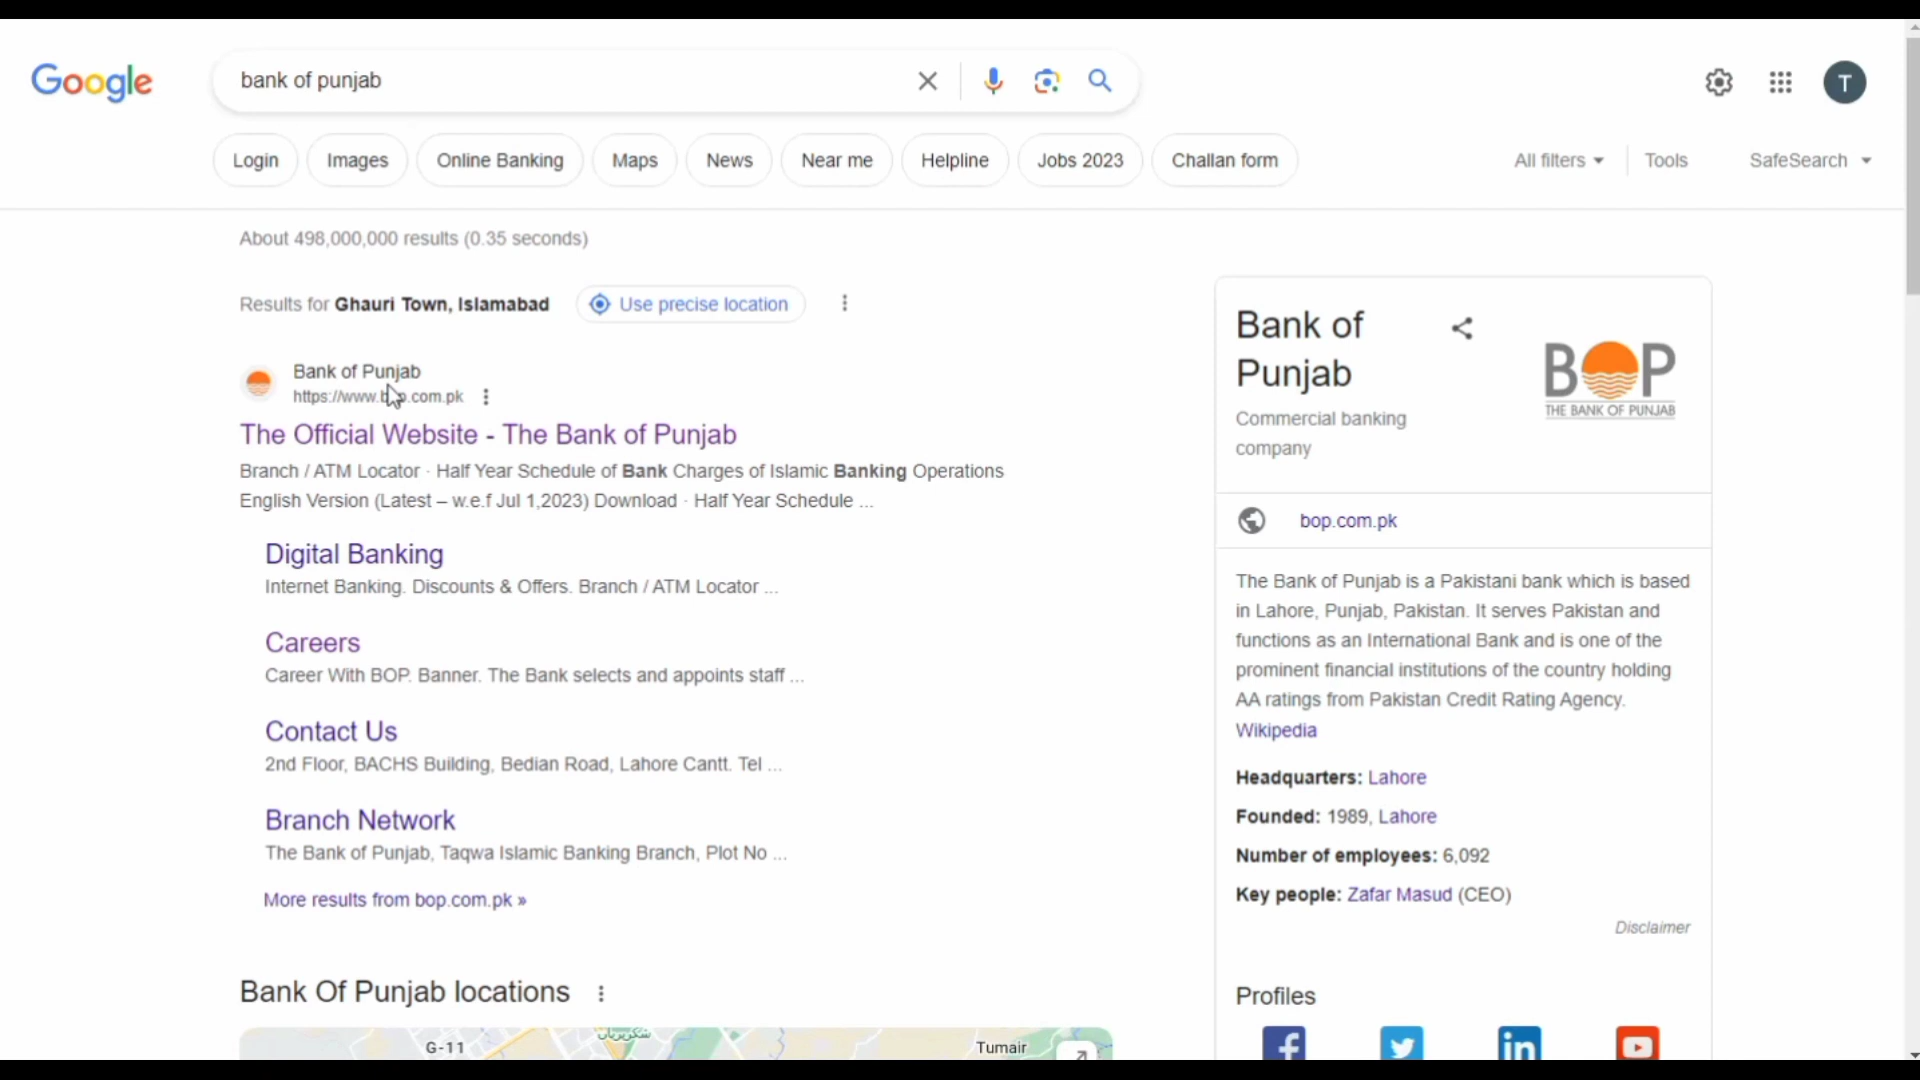 Google
bank of punjab
T
Login
Images
Online Banking
Maps
News
Near me
Helpline
Jobs 2023
Challan form
All filters
Tools
SafeSearch
About 498,000,000 results (0.35 seconds)
Results for Ghauri Town, Islamabad
Use precise location
Bank of Punjab
https://www.bop.com.pk
The Official Website - The Bank of Punjab
Branch / ATM Locator · Half Year Schedule of Bank Charges of Islamic Banking Operations
English Version (Latest – w.e.f Jul 1,2023) Download · Half Year Schedule ...
Digital Banking
Internet Banking. Discounts & Offers. Branch / ATM Locator ...
Careers
Career With BOP. Banner. The Bank selects and appoints staff ...
Contact Us
2nd Floor, BACHS Building, Bedian Road, Lahore Cantt. Tel ...
Branch Network
The Bank of Punjab, Taqwa Islamic Banking Branch, Plot No ...
More results from bop.com.pk »
Bank Of Punjab locations
G-11
شکرپڑیاں
Tumair
Bank of
Punjab
Commercial banking
company
BOP
THE BANK OF PUNJAB
bop.com.pk
The Bank of Punjab is a Pakistani bank which is based
in Lahore, Punjab, Pakistan. It serves Pakistan and
functions as an International Bank and is one of the
prominent financial institutions of the country holding
AA ratings from Pakistan Credit Rating Agency.
Wikipedia
Headquarters: Lahore
Founded: 1989, Lahore
Number of employees: 6,092
Key people: Zafar Masud (CEO)
Disclaimer
Profiles